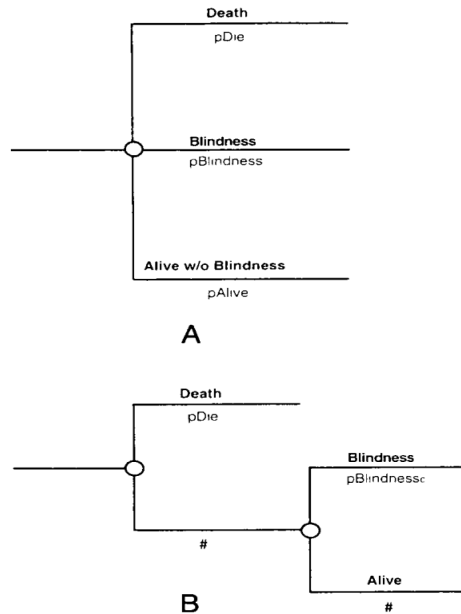 Death
pDie
Blindness
pBlindness
Alive w/o Blindness
pAlive
A
Death
pDie
Blindness
pBlindnessc
#
Alive
#
B